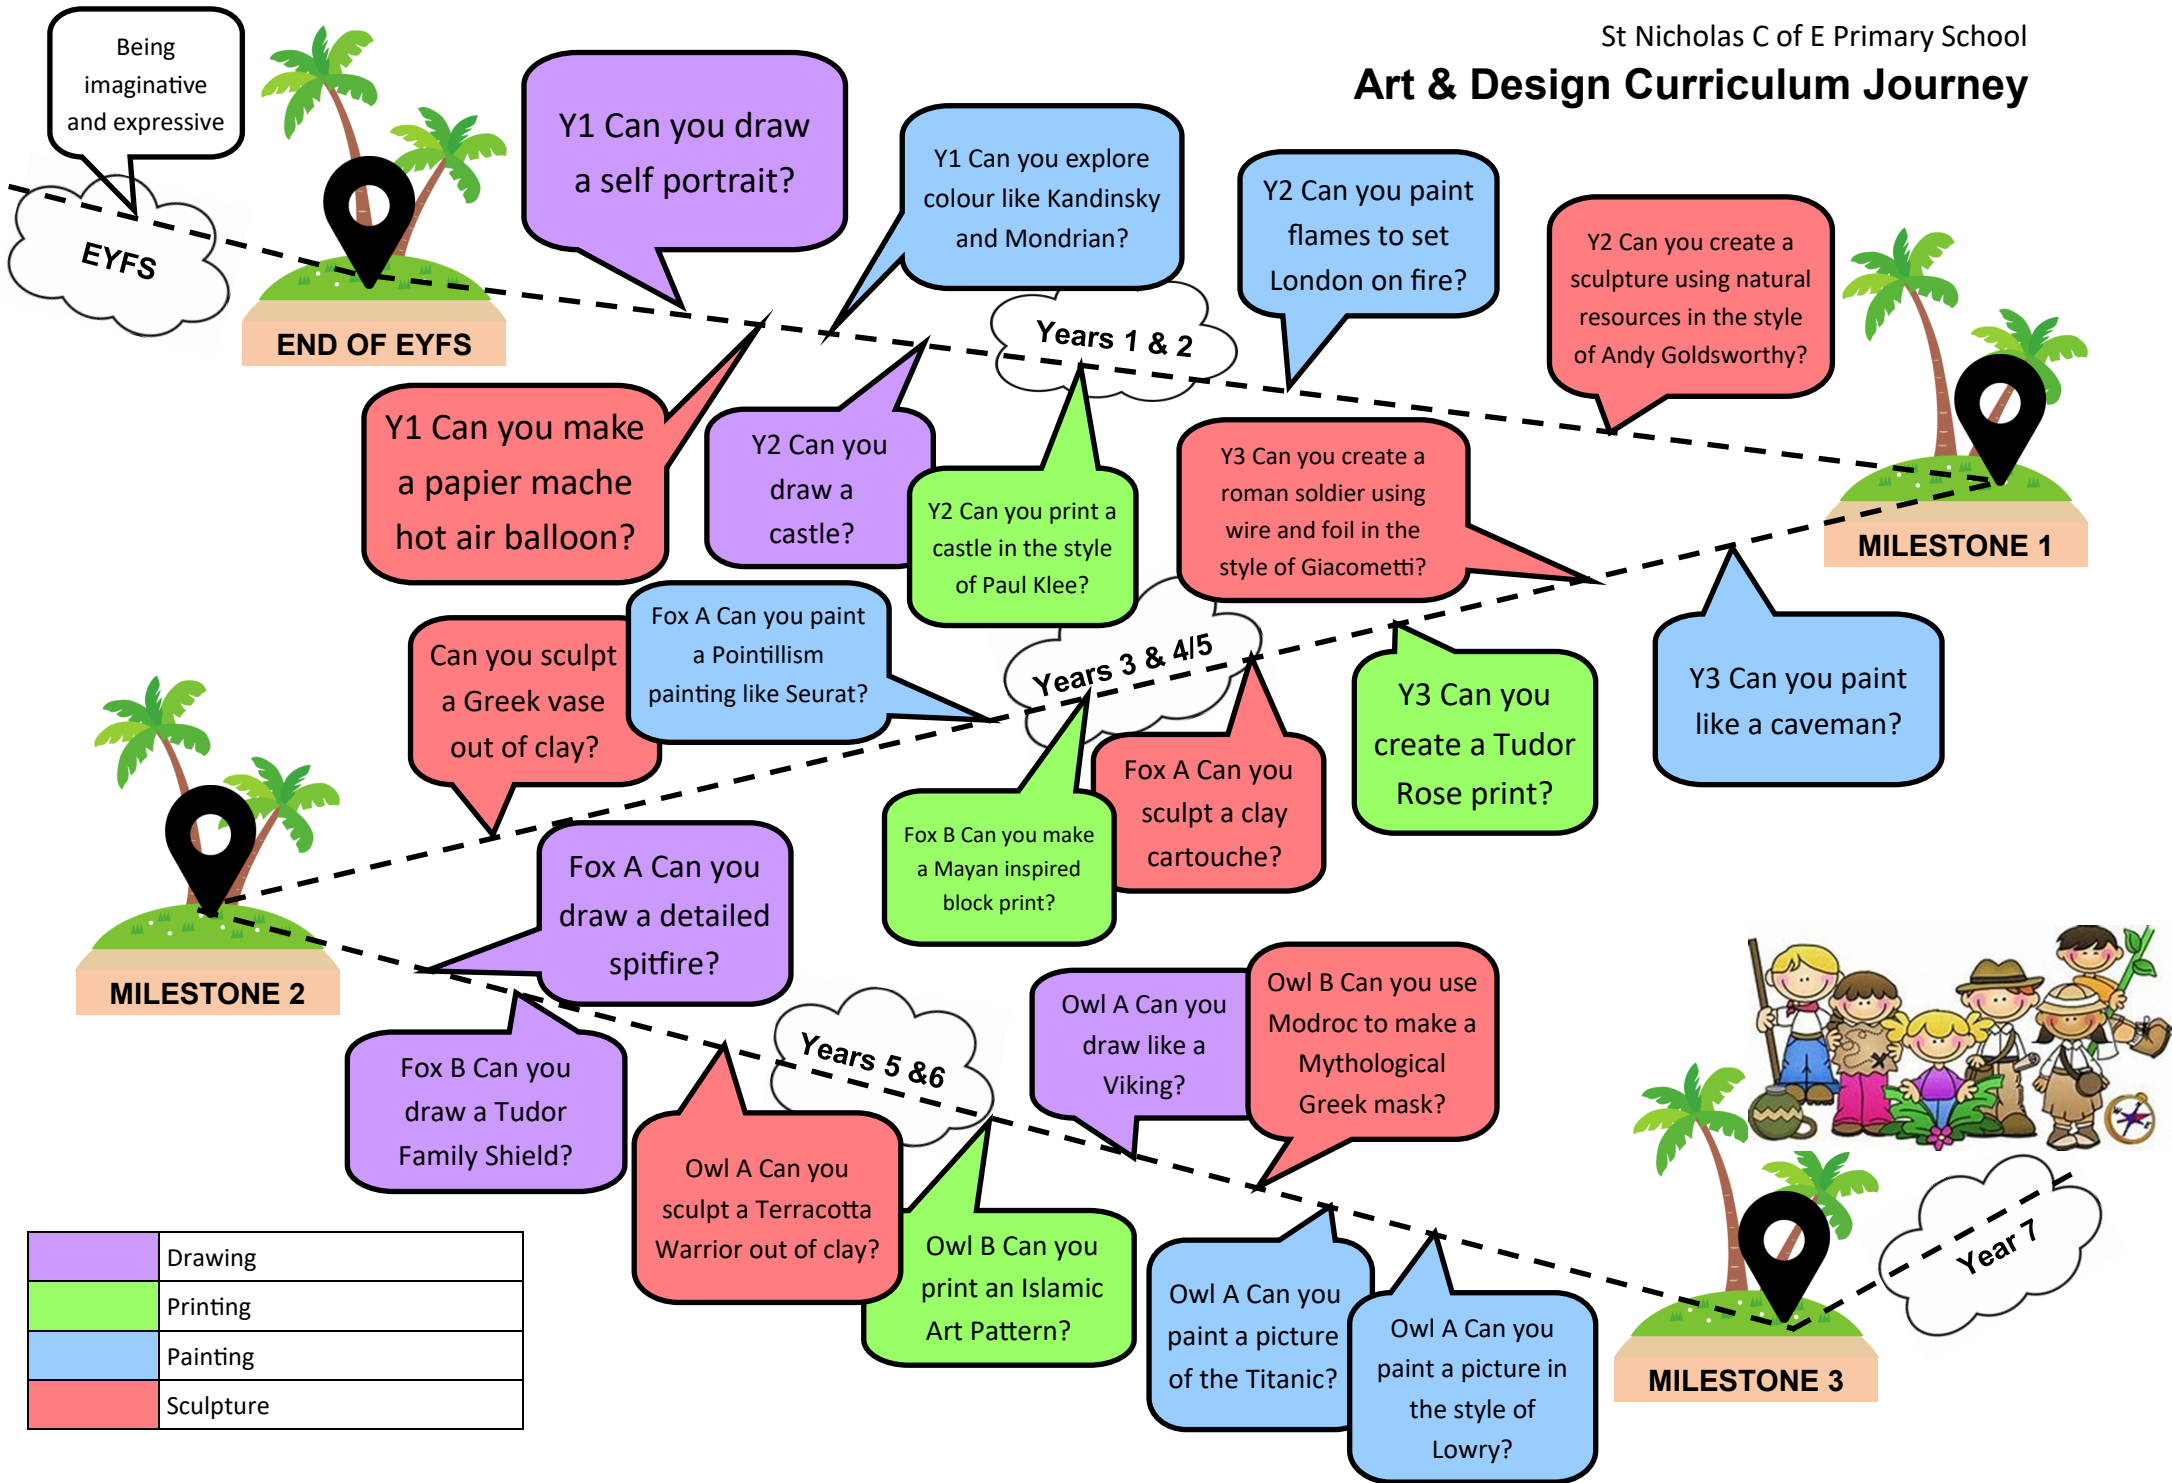 St Nicholas C of E Primary School
Art & Design Curriculum Journey
Being
imaginative
and expressive
EYFS
END OF EYFS
Y1 Can you draw
a self portrait?
Y1 Can you make
a papier mache
hot air balloon?
Y1 Can you explore
colour like Kandinsky
and Mondrian?
Y2 Can you
draw a
castle?
Years 1 & 2
Y2 Can you print a
castle in the style
of Paul Klee?
Y2 Can you paint
flames to set
London on fire?
Y2 Can you create a
sculpture using natural
resources in the style
of Andy Goldsworthy?
MILESTONE 1
Y3 Can you paint
like a caveman?
Y3 Can you create a
roman soldier using
wire and foil in the
style of Giacometti?
Y3 Can you
create a Tudor
Rose print?
Years 3 & 4/5
Fox A Can you
sculpt a clay
cartouche?
Fox B Can you make
a Mayan inspired
block print?
Fox A Can you paint
a Pointillism
painting like Seurat?
Can you sculpt
a Greek vase
out of clay?
MILESTONE 2
Fox A Can you
draw a detailed
spitfire?
Fox B Can you
draw a Tudor
Family Shield?
Owl A Can you
sculpt a Terracotta
Warrior out of clay?
Years 5 &6
Owl B Can you
print an Islamic
Art Pattern?
Owl A Can you
draw like a
Viking?
Owl B Can you use
Modroc to make a
Mythological
Greek mask?
Owl A Can you
paint a picture
of the Titanic?
Owl A Can you
paint a picture in
the style of
Lowry?
MILESTONE 3
Year 7
Drawing
Printing
Painting
Sculpture